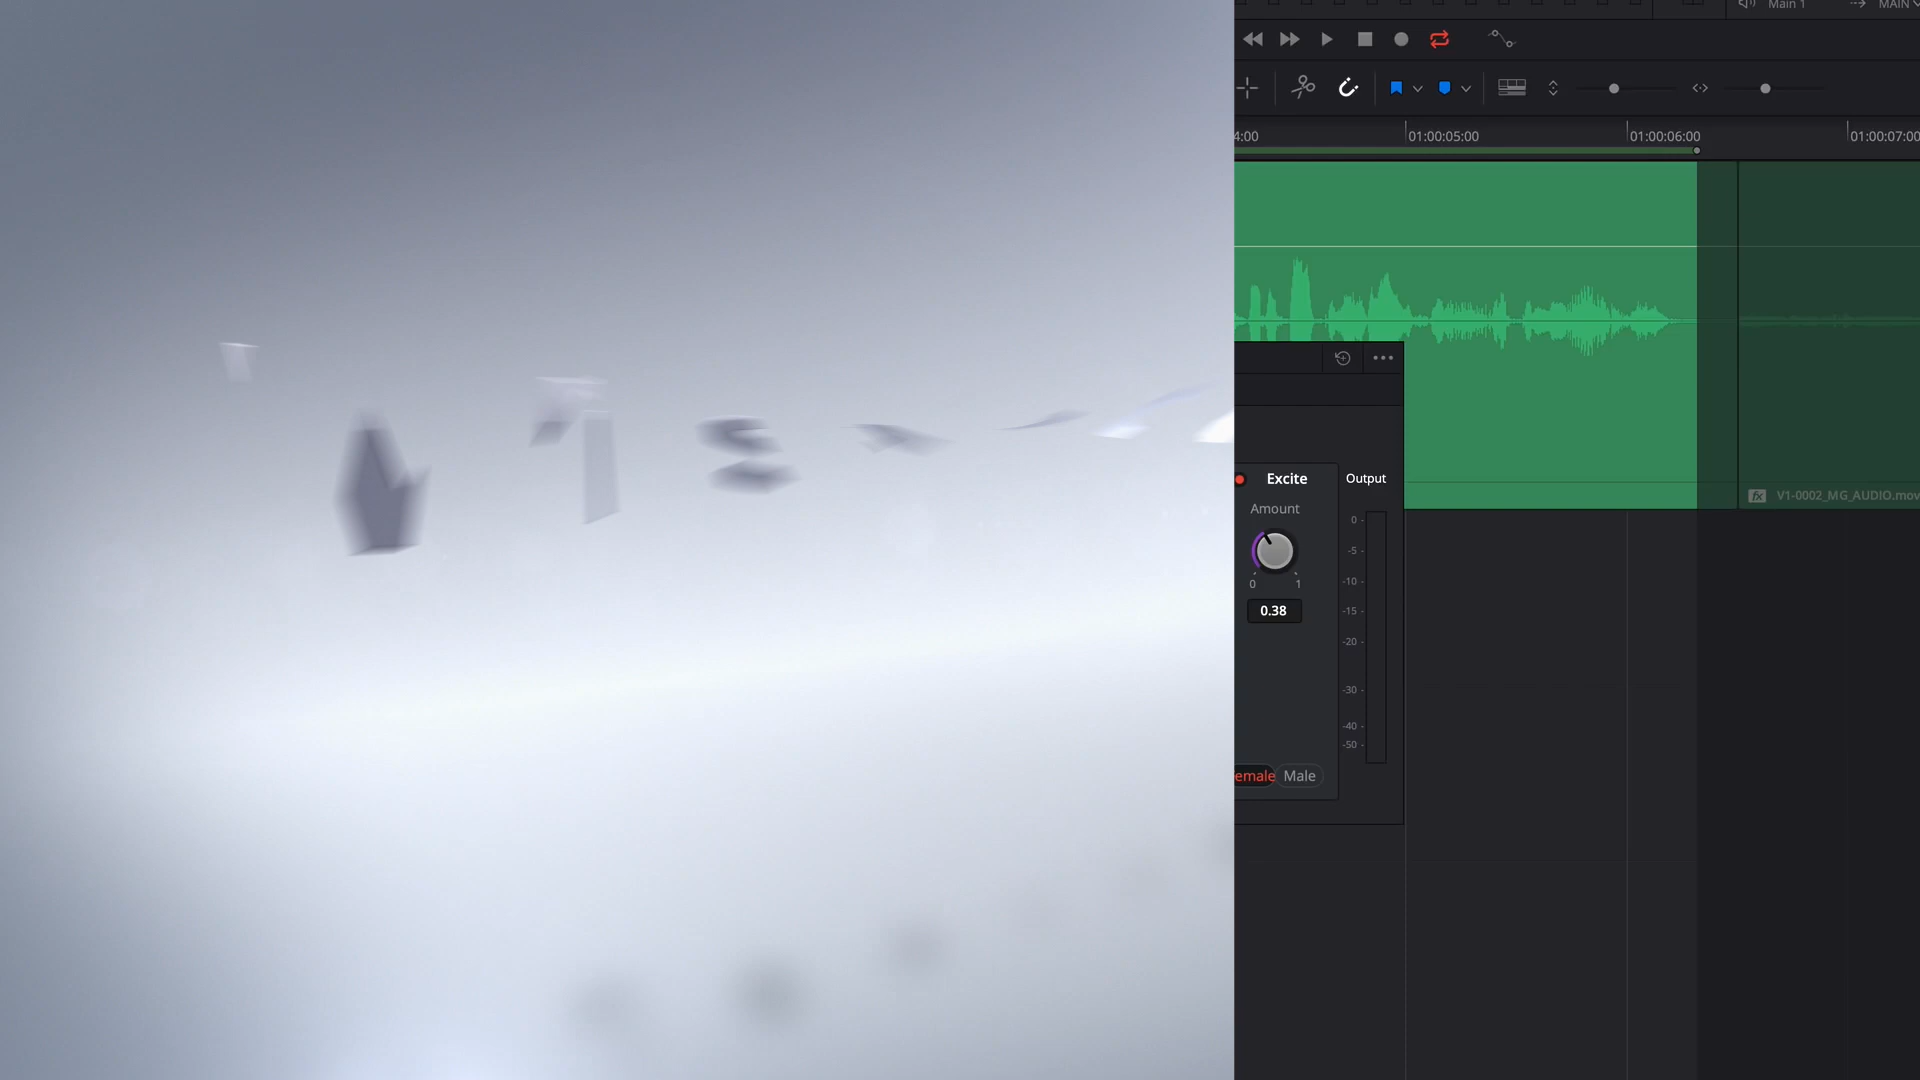 Main 1 MAIN
4:00 01:00:05:00 01:00:06:00 01:00:07:00
fx V1-0002_MG_AUDIO.mov
Excite Output
Amount
0 1
0.38
0
-5
-10
-15
-20
-30
-40
-50
emale Male